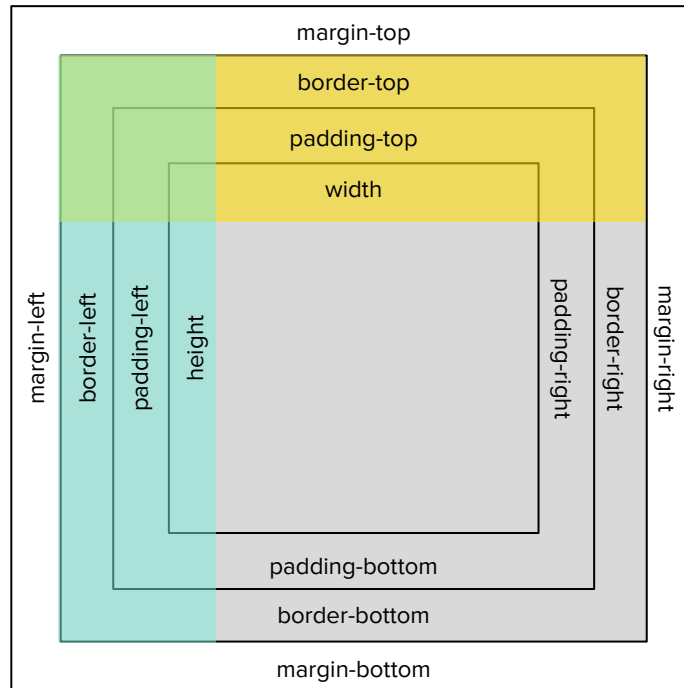 margin-top
border-top
padding-top
width
margin-left
border-left
padding-left
height
padding-right
border-right
margin-right
padding-bottom
border-bottom
margin-bottom